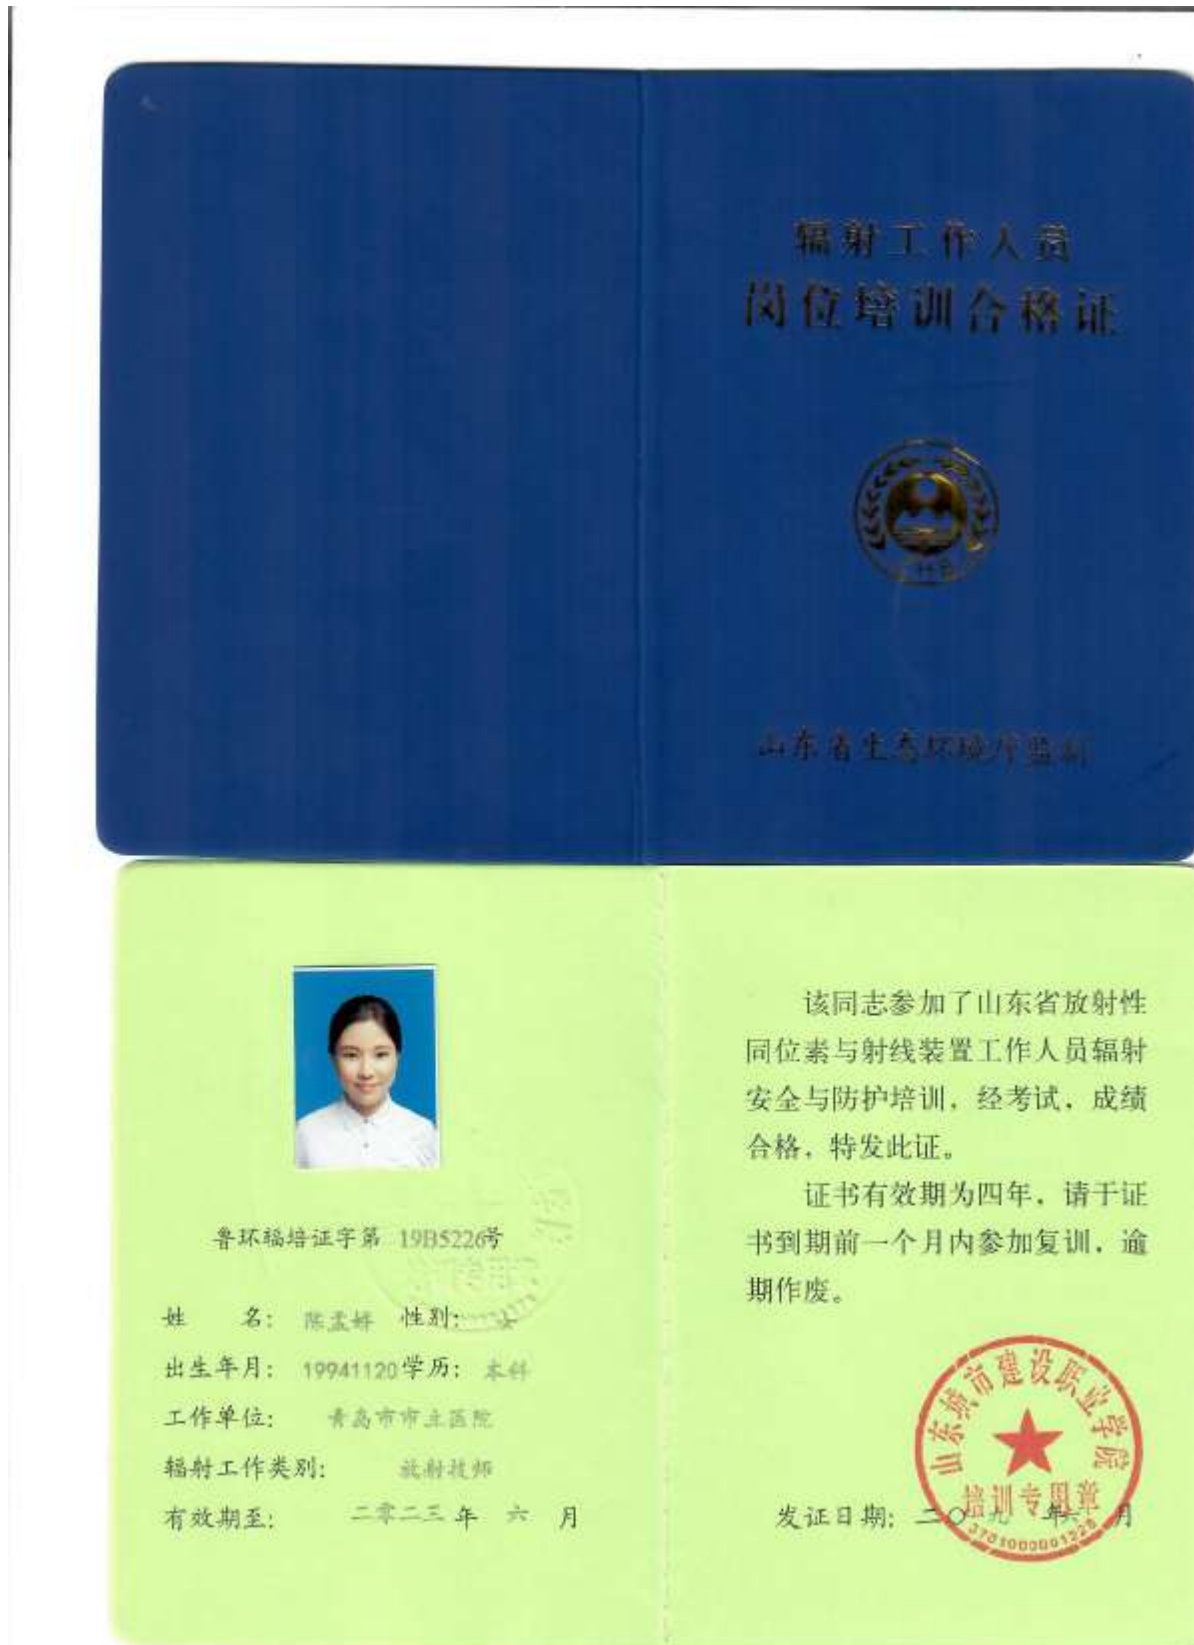 辐射工作人员
岗位培训合格证
山东省生态环境厅监制
鲁环辐培证字第 19B5226号
姓 名: 陈孟婷 性别: 女
出生年月: 19941120 学历: 本科
工作单位: 青岛市市立医院
辐射工作类别: 放射技师
有效期至: 二零二三 年 六 月
该同志参加了山东省放射性
同位素与射线装置工作人员辐射
安全与防护培训,经考试,成绩
合格,特发此证。
证书有效期为四年,请于证
书到期前一个月内参加复训,逾
期作废。
山东城市建设职业学院
培训专用章
发证日期: 二〇一九 年 六 月